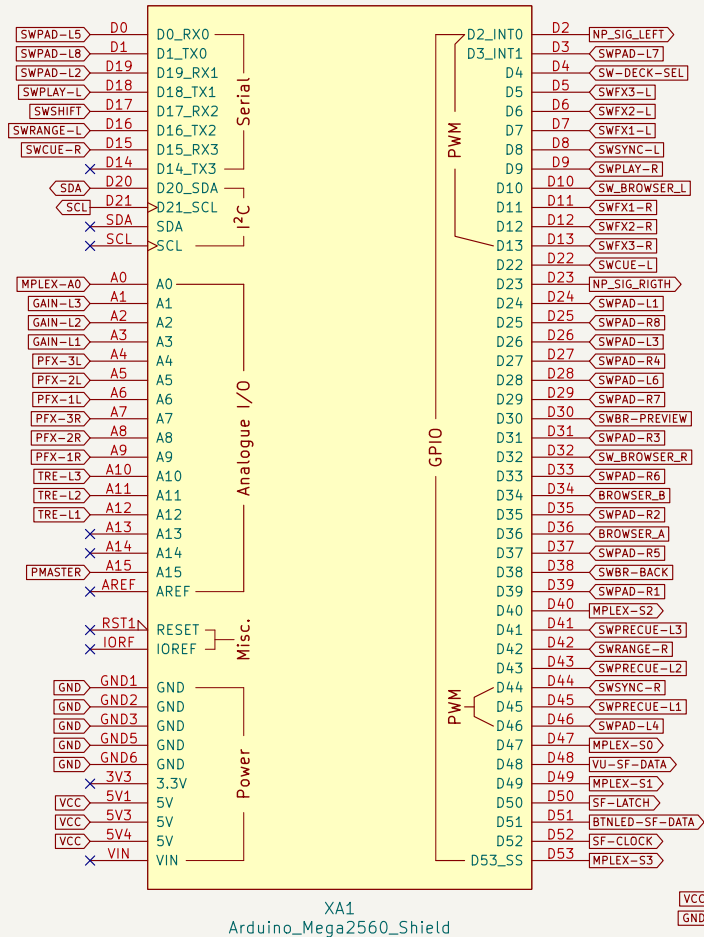 SWPAD-L5 D0 D0_RX0 D2_INT0 D2 NP_SIG_LEFT
SWPAD-L8 D1 D1_TX0 D3_INT1 D3 SWPAD-L7
SWPAD-L2 D19 D19_RX1 D4 D4 SW-DECK-SEL
SWPLAY-L D18 D18_TX1 D5 D5 SWFX3-L
SWSHIFT D17 D17_RX2 D6 D6 SWFX2-L
SWRANGE-L D16 D16_TX2 D7 D7 SWFX1-L
SWCUE-R D15 D15_RX3 D8 D8 SWSYNC-L
D14 D14_TX3 D9 D9 SWPLAY-R
SDA D20 D20_SDA D10 D10 SW_BROWSER_L
SCL D21 D21_SCL D11 D11 SWFX1-R
SDA SDA D12 D12 SWFX2-R
SCL SCL D13 D13 SWFX3-R
Serial
I²C
PWM
D22 D22 SWCUE-L
MPLEX-A0 A0 A0 D23 D23 NP_SIG_RIGTH
GAIN-L3 A1 A1 D24 D24 SWPAD-L1
GAIN-L2 A2 A2 D25 D25 SWPAD-R8
GAIN-L1 A3 A3 D26 D26 SWPAD-L3
PFX-3L A4 A4 D27 D27 SWPAD-R4
PFX-2L A5 A5 D28 D28 SWPAD-L6
PFX-1L A6 A6 D29 D29 SWPAD-R7
PFX-3R A7 A7 D30 D30 SWBR-PREVIEW
PFX-2R A8 A8 D31 D31 SWPAD-R3
PFX-1R A9 A9 D32 D32 SW_BROWSER_R
TRE-L3 A10 A10 D33 D33 SWPAD-R6
TRE-L2 A11 A11 D34 D34 BROWSER_B
TRE-L1 A12 A12 D35 D35 SWPAD-R2
A13 A13 D36 D36 BROWSER_A
A14 A14 D37 D37 SWPAD-R5
PMASTER A15 A15 D38 D38 SWBR-BACK
AREF AREF D39 D39 SWPAD-R1
Analogue I/O
GPIO
D40 D40 MPLEX-S2
RST1 RESET D41 D41 SWPRECUE-L3
IORF IOREF D42 D42 SWRANGE-R
Misc.
D43 D43 SWPRECUE-L2
GND GND1 GND D44 D44 SWSYNC-R
GND GND2 GND D45 D45 SWPRECUE-L1
GND GND3 GND D46 D46 SWPAD-L4
GND GND5 GND D47 D47 MPLEX-S0
GND GND6 GND D48 D48 VU-SF-DATA
3V3 3.3V D49 D49 MPLEX-S1
VCC 5V1 5V D50 D50 SF-LATCH
VCC 5V3 5V D51 D51 BTNLED-SF-DATA
VCC 5V4 5V D52 D52 SF-CLOCK
VIN VIN D53_SS D53 MPLEX-S3
Power
PWM
XA1
Arduino_Mega2560_Shield
VCC
GND